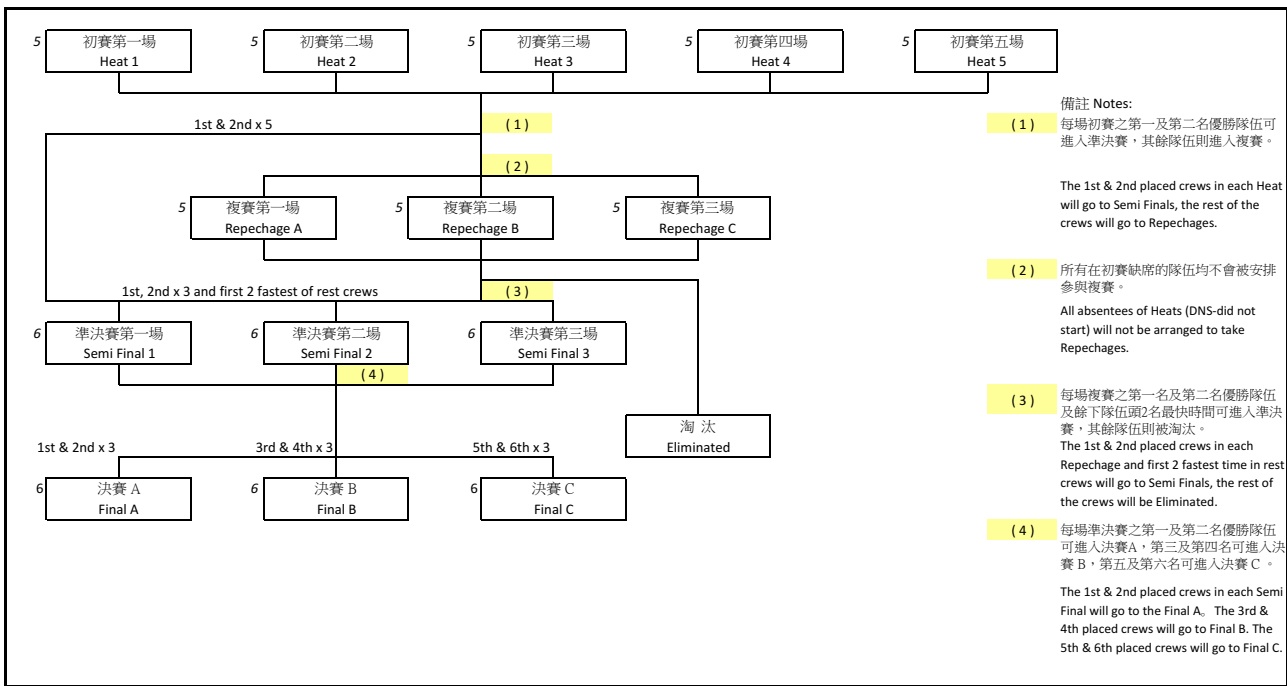 5 初賽第一場 5 初賽第二場 5 初賽第三場 5 初賽第四場 5 初賽第五場
Heat 1 Heat 2 Heat 3 Heat 4 Heat 5
1st & 2nd x 5 ( 1 )
( 2 )
5 複賽第一場 5 複賽第二場 5 複賽第三場
Repechage A Repechage B Repechage C
1st, 2nd x 3 and first 2 fastest of rest crews ( 3 )
6 準決賽第一場 6 準決賽第二場 6 準決賽第三場
Semi Final 1 Semi Final 2 Semi Final 3
( 4 )
淘 汰
Eliminated
1st & 2nd x 3 3rd & 4th x 3 5th & 6th x 3
6 決賽 A 6 決賽 B 6 決賽 C
Final A Final B Final C
備註 Notes:
( 1 ) 每場初賽之第一及第二名優勝隊伍可
進入準決賽，其餘隊伍則進入複賽。
The 1st & 2nd placed crews in each Heat
will go to Semi Finals, the rest of the
crews will go to Repechages.
( 2 ) 所有在初賽缺席的隊伍均不會被安排
參與複賽。
All absentees of Heats (DNS-did not
start) will not be arranged to take
Repechages.
( 3 ) 每場複賽之第一名及第二名優勝隊伍
及餘下隊伍頭2名最快時間可進入準決
賽，其餘隊伍則被淘汰。
The 1st & 2nd placed crews in each
Repechage and first 2 fastest time in rest
crews will go to Semi Finals, the rest of
the crews will be Eliminated.
( 4 ) 每場準決賽之第一及第二名優勝隊伍
可進入決賽A，第三及第四名可進入決
賽 B，第五及第六名可進入決賽 C 。
The 1st & 2nd placed crews in each Semi
Final will go to the Final A。 The 3rd &
4th placed crews will go to Final B. The
5th & 6th placed crews will go to Final C.